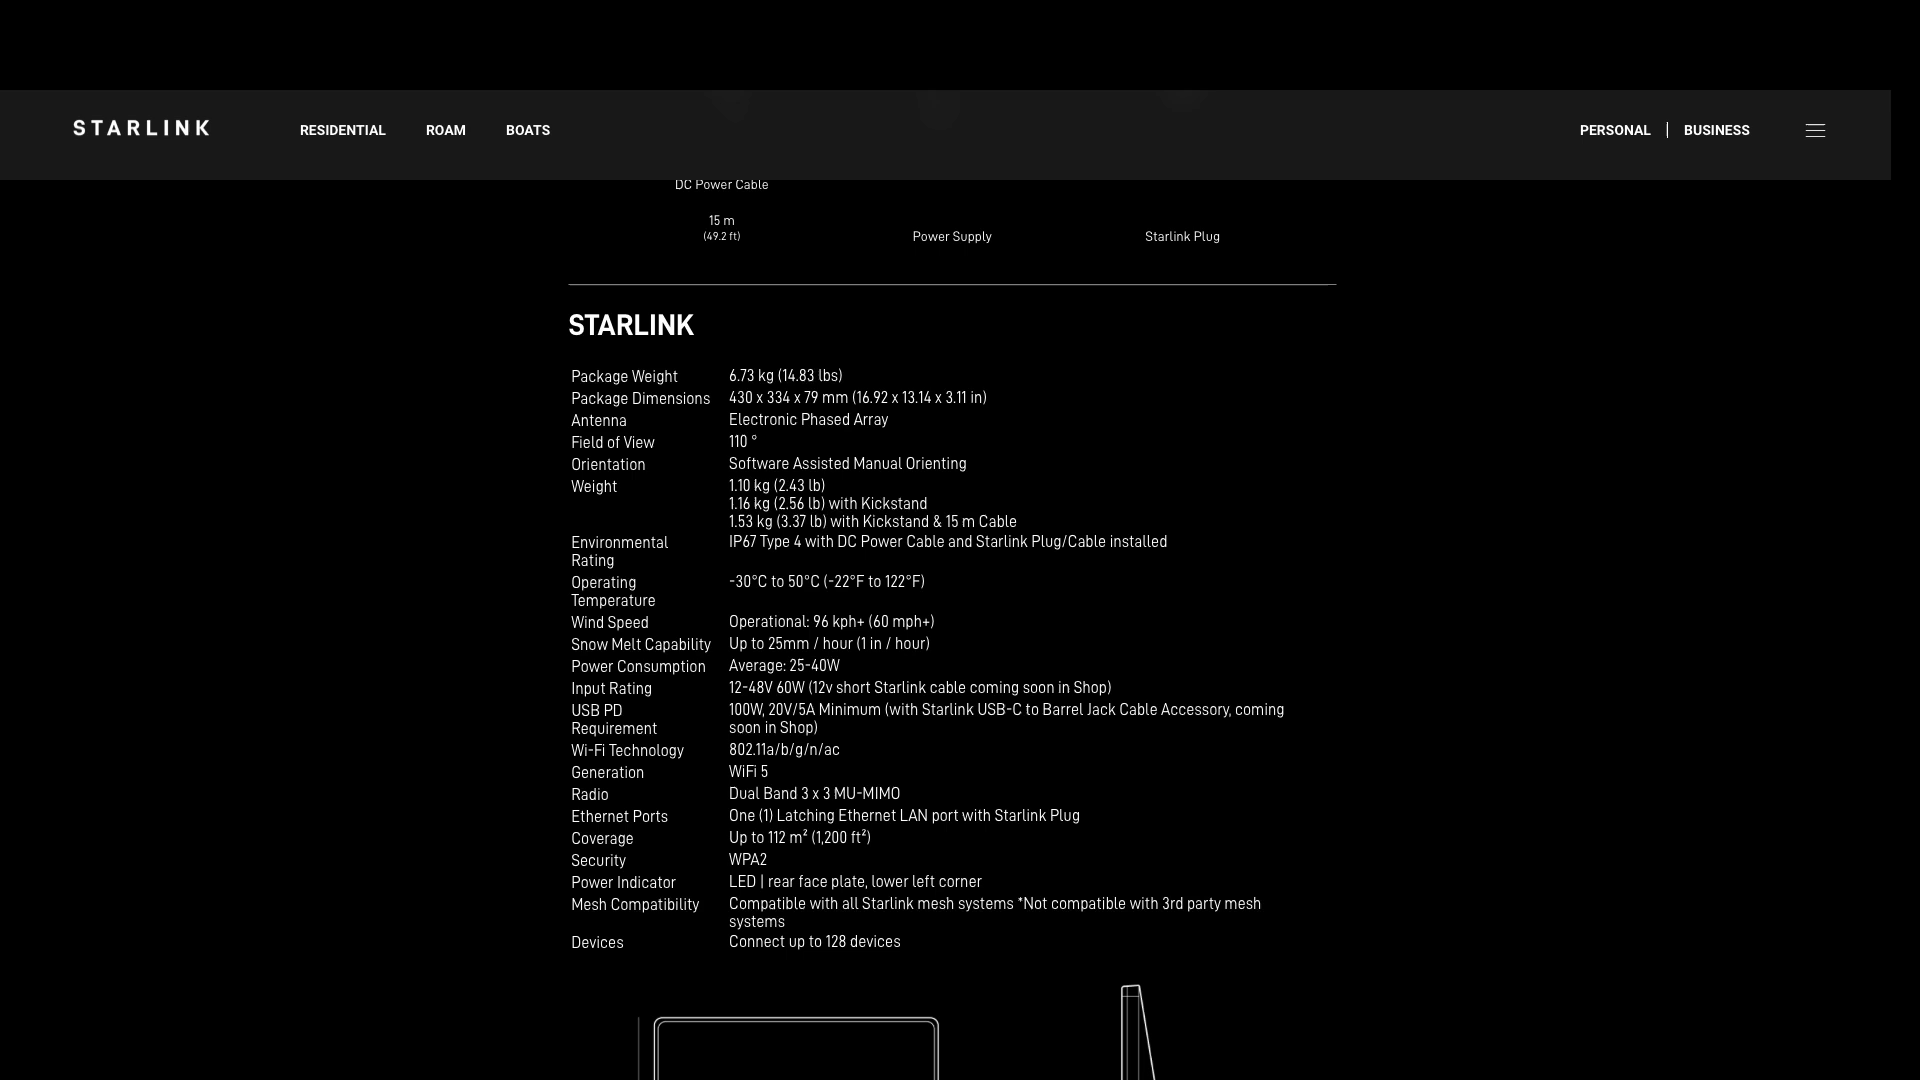 STARLINK RESIDENTIAL ROAM BOATS PERSONAL | BUSINESS
DC Power Cable
15 m
(49.2 ft) Power Supply Starlink Plug
STARLINK
Package Weight 6.73 kg (14.83 lbs)
Package Dimensions 430 x 334 x 79 mm (16.92 x 13.14 x 3.11 in)
Antenna Electronic Phased Array
Field of View 110 °
Orientation Software Assisted Manual Orienting
Weight 1.10 kg (2.43 lb)
1.16 kg (2.56 lb) with Kickstand
1.53 kg (3.37 lb) with Kickstand & 15 m Cable
Environmental IP67 Type 4 with DC Power Cable and Starlink Plug/Cable installed
Rating
Operating -30°C to 50°C (-22°F to 122°F)
Temperature
Wind Speed Operational: 96 kph+ (60 mph+)
Snow Melt Capability Up to 25mm / hour (1 in / hour)
Power Consumption Average: 25-40W
Input Rating 12-48V 60W (12v short Starlink cable coming soon in Shop)
USB PD 100W, 20V/5A Minimum (with Starlink USB-C to Barrel Jack Cable Accessory, coming
Requirement soon in Shop)
Wi-Fi Technology 802.11a/b/g/n/ac
Generation WiFi 5
Radio Dual Band 3 x 3 MU-MIMO
Ethernet Ports One (1) Latching Ethernet LAN port with Starlink Plug
Coverage Up to 112 m² (1,200 ft²)
Security WPA2
Power Indicator LED | rear face plate, lower left corner
Mesh Compatibility Compatible with all Starlink mesh systems *Not compatible with 3rd party mesh
systems
Devices Connect up to 128 devices